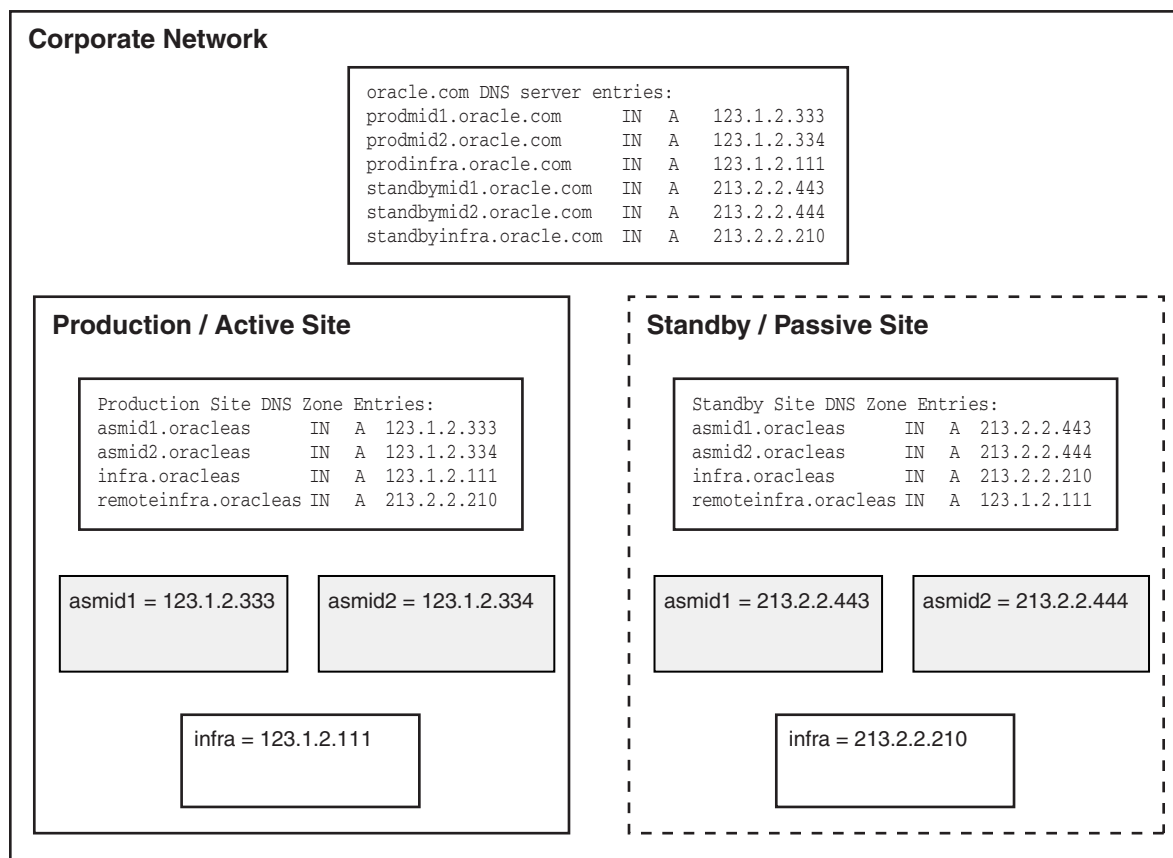 Corporate Network
oracle.com DNS server entries:
prodmid1.oracle.com IN A 123.1.2.333
prodmid2.oracle.com IN A 123.1.2.334
prodinfra.oracle.com IN A 123.1.2.111
standbymid1.oracle.com IN A 213.2.2.443
standbymid2.oracle.com IN A 213.2.2.444
standbyinfra.oracle.com IN A 213.2.2.210
Production / Active Site
Production Site DNS Zone Entries:
asmid1.oracleas IN A 123.1.2.333
asmid2.oracleas IN A 123.1.2.334
infra.oracleas IN A 123.1.2.111
remoteinfra.oracleas IN A 213.2.2.210
asmid1 = 123.1.2.333
asmid2 = 123.1.2.334
infra = 123.1.2.111
Standby / Passive Site
Standby Site DNS Zone Entries:
asmid1.oracleas IN A 213.2.2.443
asmid2.oracleas IN A 213.2.2.444
infra.oracleas IN A 213.2.2.210
remoteinfra.oracleas IN A 123.1.2.111
asmid1 = 213.2.2.443
asmid2 = 213.2.2.444
infra = 213.2.2.210